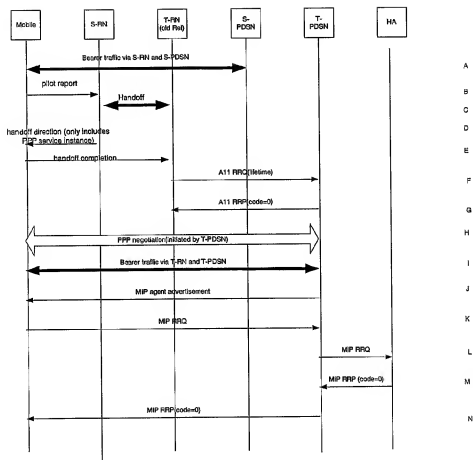 Mobile
S-RN
T-RN
(old Rel)
S-
PDSN
T-
PDSN
HA
Bearer traffic via S-RN and S-PDSN
A
pilot report
B
Handoff
C
D
handoff direction (only includes
PPP service instance)
E
handoff completion
A11 RRQ(lifetime)
F
A11 RRP(code=0)
G
PPP negotiation(initiated by T-PDSN)
H
Bearer traffic via T-RN and T-PDSN
I
MIP agent advertisement
J
MIP RRQ
K
MIP RRQ
L
MIP RRP (code=0)
M
MIP RRP(code=0)
N